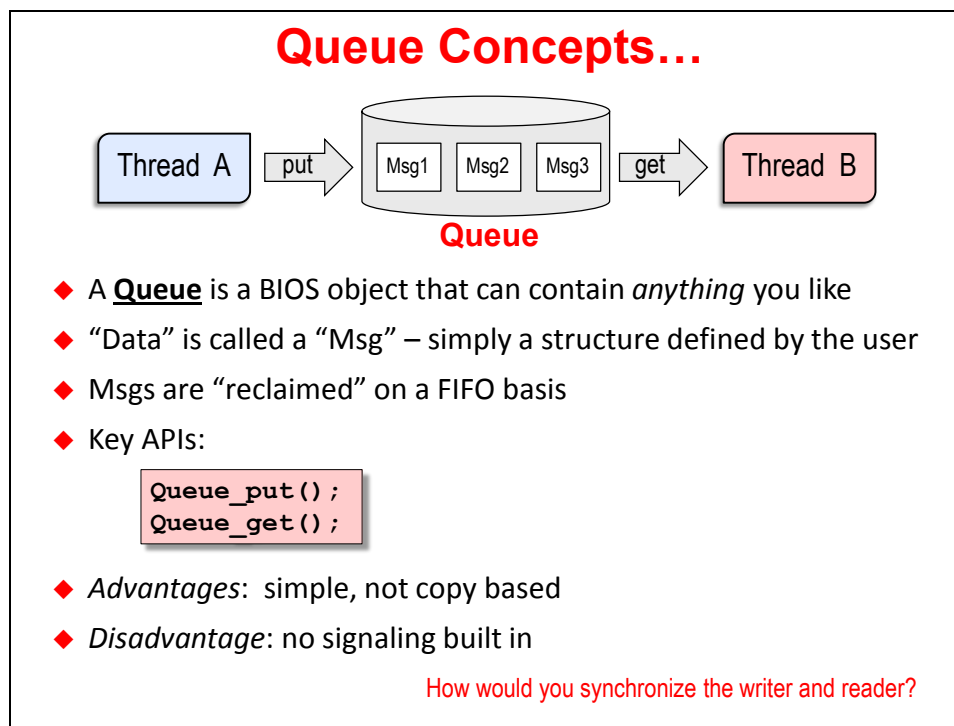 Queue Concepts…
Thread A
put
Msg1
Msg2
Msg3
get
Thread B
Queue
A Queue is a BIOS object that can contain anything you like
“Data” is called a “Msg” – simply a structure defined by the user
Msgs are “reclaimed” on a FIFO basis
Key APIs:
Queue_put();
Queue_get();
Advantages: simple, not copy based
Disadvantage: no signaling built in
How would you synchronize the writer and reader?